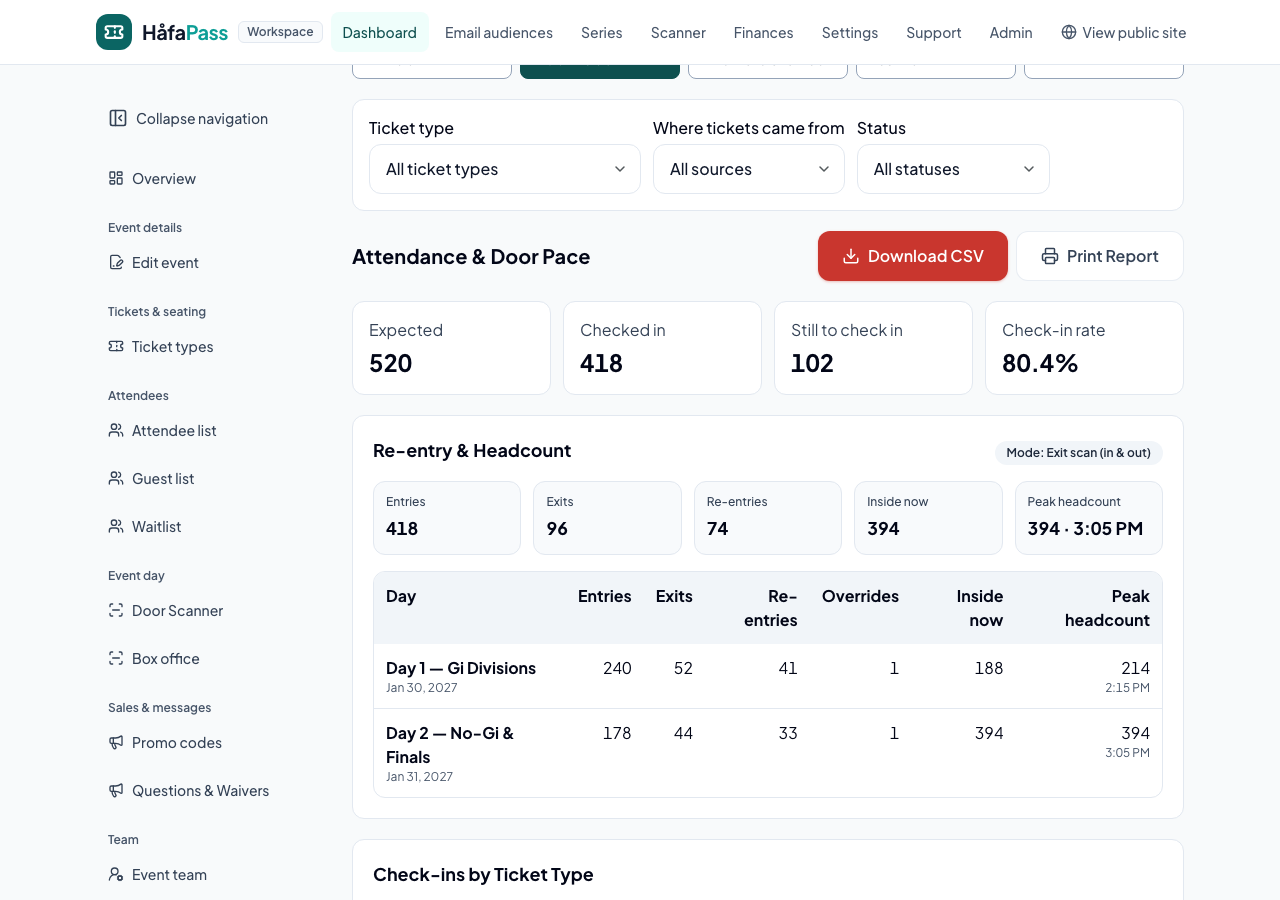 HåfaPass
Workspace
Dashboard
Email audiences
Series
Scanner
Finances
Settings
Support
Admin
View public site
Collapse navigation
Overview
Event details
Edit event
Tickets & seating
Ticket types
Attendees
Attendee list
Guest list
Waitlist
Event day
Door Scanner
Box office
Sales & messages
Promo codes
Questions & Waivers
Team
Event team
Ticket type
All ticket types
Where tickets came from
All sources
Status
All statuses
Attendance & Door Pace
Download CSV
Print Report
Expected
520
Checked in
418
Still to check in
102
Check-in rate
80.4%
Re-entry & Headcount
Mode: Exit scan (in & out)
Entries
418
Exits
96
Re-entries
74
Inside now
394
Peak headcount
394 · 3:05 PM
Day Entries Exits Re- Overrides Inside Peak
entries now headcount
Day 1 — Gi Divisions 240 52 41 1 188 214
Jan 30, 2027 2:15 PM
Day 2 — No-Gi & 178 44 33 1 394 394
Finals 3:05 PM
Jan 31, 2027
Check-ins by Ticket Type